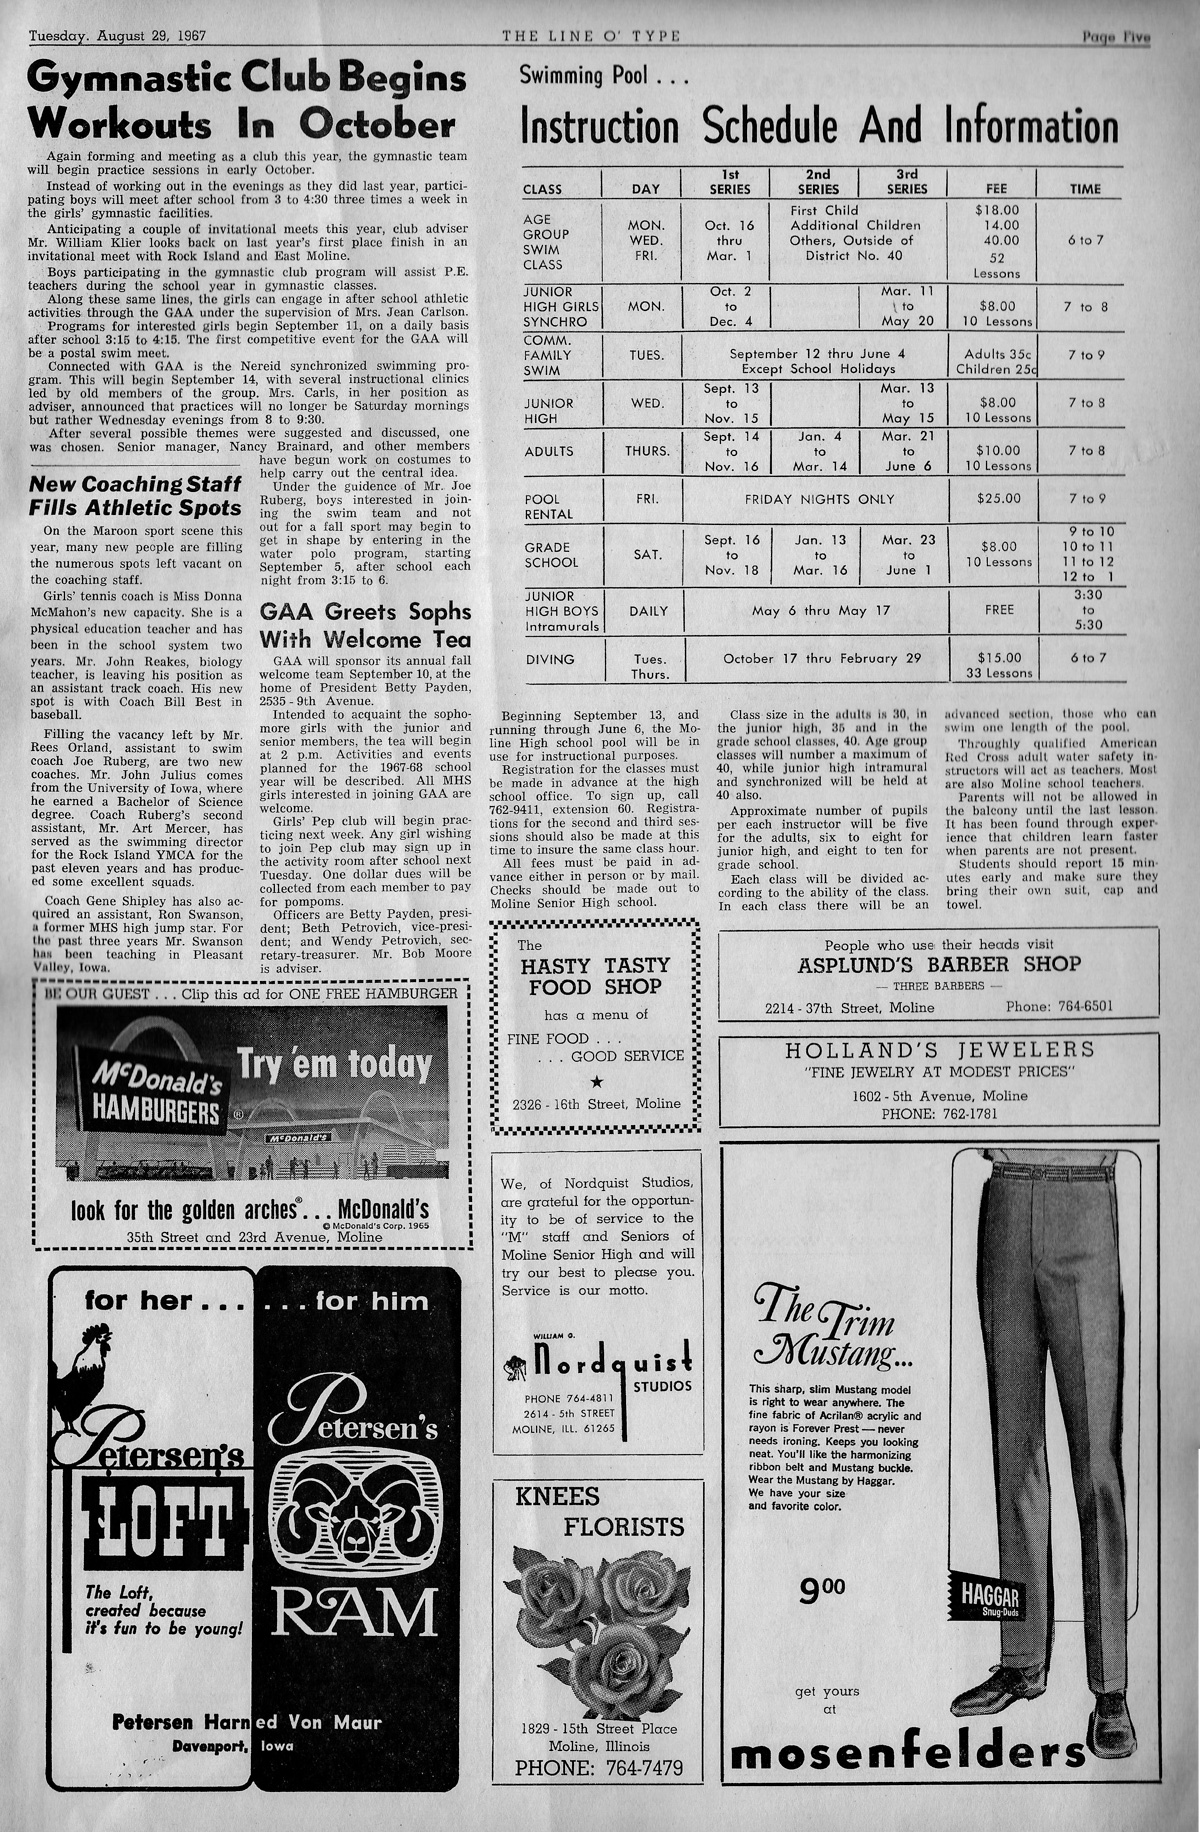 Tuesday. August 29, 1967
THE LINE O' TYPE
Page Five
Gymnastic Club Begins
Workouts In October
Again forming and meeting as a club this year, the gymnastic team
will begin practice sessions in early October.
Instead of working out in the evenings as they did last year, partici-
pating boys will meet after school from 3 to 4:30 three times a week in
the girls' gymnastic facilities.
Anticipating a couple of invitational meets this year, club adviser
Mr. William Klier looks back on last year's first place finish in an
invitational meet with Rock Island and East Moline.
Boys participating in the gymnastic club program will assist P.E.
teachers during the school year in gymnastic classes.
Along these same lines, the girls can engage in after school athletic
activities through the GAA under the supervision of Mrs. Jean Carlson.
Programs for interested girls begin September 11, on a daily basis
after school 3:15 to 4:15. The first competitive event for the GAA will
be a postal swim meet.
Connected with GAA is the Nereid synchronized swimming pro-
gram. This will begin September 14, with several instructional clinics
led by old members of the group. Mrs. Carls, in her position as
adviser, announced that practices will no longer be Saturday mornings
but rather Wednesday evenings from 8 to 9:30.
After several possible themes were suggested and discussed, one
was chosen. Senior manager, Nancy Brainard, and other members
have begun work on costumes to
help carry out the central idea.
Under the guidence of Mr. Joe
Ruberg, boys interested in join-
ing the swim team and not
out for a fall sport may begin to
get in shape by entering in the
water polo program, starting
September 5, after school each
night from 3:15 to 6.
New Coaching Staff
Fills Athletic Spots
On the Maroon sport scene this
year, many new people are filling
the numerous spots left vacant on
the coaching staff.
Girls' tennis coach is Miss Donna
McMahon's new capacity. She is a
physical education teacher and has
been in the school system two
years. Mr. John Reakes, biology
teacher, is leaving his position as
an assistant track coach. His new
spot is with Coach Bill Best in
baseball.
Filling the vacancy left by Mr.
Rees Orland, assistant to swim
coach Joe Ruberg, are two new
coaches. Mr. John Julius comes
from the University of Iowa, where
he earned a Bachelor of Science
degree. Coach Ruberg's second
assistant, Mr. Art Mercer, has
served as the swimming director
for the Rock Island YMCA for the
past eleven years and has produc-
ed some excellent squads.
Coach Gene Shipley has also ac-
quired an assistant, Ron Swanson,
a former MHS high jump star. For
the past three years Mr. Swanson
has been teaching in Pleasant
Valley, Iowa.
GAA Greets Sophs
With Welcome Tea
GAA will sponsor its annual fall
welcome team September 10, at the
home of President Betty Payden,
2535 - 9th Avenue.
Intended to acquaint the sopho-
more girls with the junior and
senior members, the tea will begin
at 2 p.m. Activities and events
planned for the 1967-68 school
year will be described. All MHS
girls interested in joining GAA are
welcome.
Girls' Pep club will begin prac-
ticing next week. Any girl wishing
to join Pep club may sign up in
the activity room after school next
Tuesday. One dollar dues will be
collected from each member to pay
for pompoms.
Officers are Betty Payden, presi-
dent; Beth Petrovich, vice-presi-
dent; and Wendy Petrovich, sec-
retary-treasurer. Mr. Bob Moore
is adviser.
Swimming Pool . . .
Instruction Schedule And Information
CLASS DAY 1st SERIES 2nd SERIES 3rd SERIES FEE TIME
First Child $18.00
AGE
GROUP MON. Oct. 16 Additional Children 14.00
SWIM WED. thru Others, Outside of 40.00 6 to 7
CLASS FRI. Mar. 1 District No. 40 52
Lessons
JUNIOR Oct. 2 Mar. 11
HIGH GIRLS MON. to to $8.00 7 to 8
SYNCHRO Dec. 4 May 20 10 Lessons
COMM.
FAMILY TUES. September 12 thru June 4 Adults 35c 7 to 9
SWIM Except School Holidays Children 25c
Sept. 13 Mar. 13
JUNIOR WED. to to $8.00 7 to 8
HIGH Nov. 15 May 15 10 Lessons
Sept. 14 Jan. 4 Mar. 21
ADULTS THURS. to to to $10.00 7 to 8
Nov. 16 Mar. 14 June 6 10 Lessons
POOL FRI. FRIDAY NIGHTS ONLY $25.00 7 to 9
RENTAL
9 to 10
GRADE Sept. 16 Jan. 13 Mar. 23 $8.00 10 to 11
SCHOOL SAT. to to to 10 Lessons 11 to 12
Nov. 18 Mar. 16 June 1 12 to 1
JUNIOR 3:30
HIGH BOYS DAILY May 6 thru May 17 FREE to
Intramurals 5:30
DIVING Tues. October 17 thru February 29 $15.00 6 to 7
Thurs. 33 Lessons
Beginning September 13, and
running through June 6, the Mo-
line High school pool will be in
use for instructional purposes.
Registration for the classes must
be made in advance at the high
school office. To sign up, call
762-9411, extension 60. Registra-
tions for the second and third ses-
sions should also be made at this
time to insure the same class hour.
All fees must be paid in ad-
vance either in person or by mail.
Checks should be made out to
Moline Senior High school.
Class size in the adults is 30, in
the junior high, 35 and in the
grade school classes, 40. Age group
classes will number a maximum of
40, while junior high intramural
and synchronized will be held at
40 also.
Approximate number of pupils
per each instructor will be five
for the adults, six to eight for
junior high, and eight to ten for
grade school.
Each class will be divided ac-
cording to the ability of the class.
In each class there will be an
advanced section, those who can
swim one length of the pool.
Throughly qualified American
Red Cross adult water safety in-
structors will act as teachers. Most
are also Moline school teachers.
Parents will not be allowed in
the balcony until the last lesson.
It has been found through exper-
ience that children learn faster
when parents are not present.
Students should report 15 min-
utes early and make sure they
bring their own suit, cap and
towel.
BE OUR GUEST . . . Clip this ad for ONE FREE HAMBURGER
McDonald's
HAMBURGERS
®
Try 'em today
McDonald's
look for the golden arches® . . . McDonald's
© McDonald's Corp. 1965
35th Street and 23rd Avenue, Moline
for her . . .
Petersen's
LOFT
The Loft,
created because
it's fun to be young!
. . . for him
Petersen's
RAM
Petersen Harned Von Maur
Davenport, Iowa
The
HASTY TASTY
FOOD SHOP
has a menu of
FINE FOOD . . .
. . . GOOD SERVICE
2326 - 16th Street, Moline
We, of Nordquist Studios,
are grateful for the opportun-
ity to be of service to the
"M" staff and Seniors of
Moline Senior High and will
try our best to please you.
Service is our motto.
WILLIAM G.
Nordquist
STUDIOS
PHONE 764-4811
2614 - 5th STREET
MOLINE, ILL. 61265
KNEES
FLORISTS
1829 - 15th Street Place
Moline, Illinois
PHONE: 764-7479
People who use their heads visit
ASPLUND'S BARBER SHOP
— THREE BARBERS —
2214 - 37th Street, Moline Phone: 764-6501
HOLLAND'S JEWELERS
"FINE JEWELRY AT MODEST PRICES"
1602 - 5th Avenue, Moline
PHONE: 762-1781
The Trim
Mustang...
This sharp, slim Mustang model
is right to wear anywhere. The
fine fabric of Acrilan® acrylic and
rayon is Forever Prest — never
needs ironing. Keeps you looking
neat. You'll like the harmonizing
ribbon belt and Mustang buckle.
Wear the Mustang by Haggar.
We have your size
and favorite color.
9 00
HAGGAR
Snug-Duds
get yours
at
mosenfelders